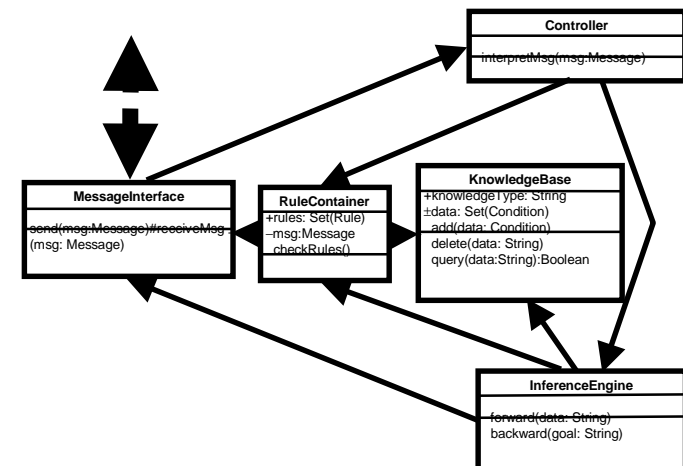 Controller
interpretMsg(msg:Message)
MessageInterface
send(msg:Message)#receiveMsg
(msg: Message)
RuleContainer
+rules: Set(Rule)
–msg:Message
checkRules()
KnowledgeBase
+knowledgeType: String
±data: Set(Condition)
add(data: Condition)
delete(data: String)
query(data:String):Boolean
InferenceEngine
forward(data: String)
backward(goal: String)